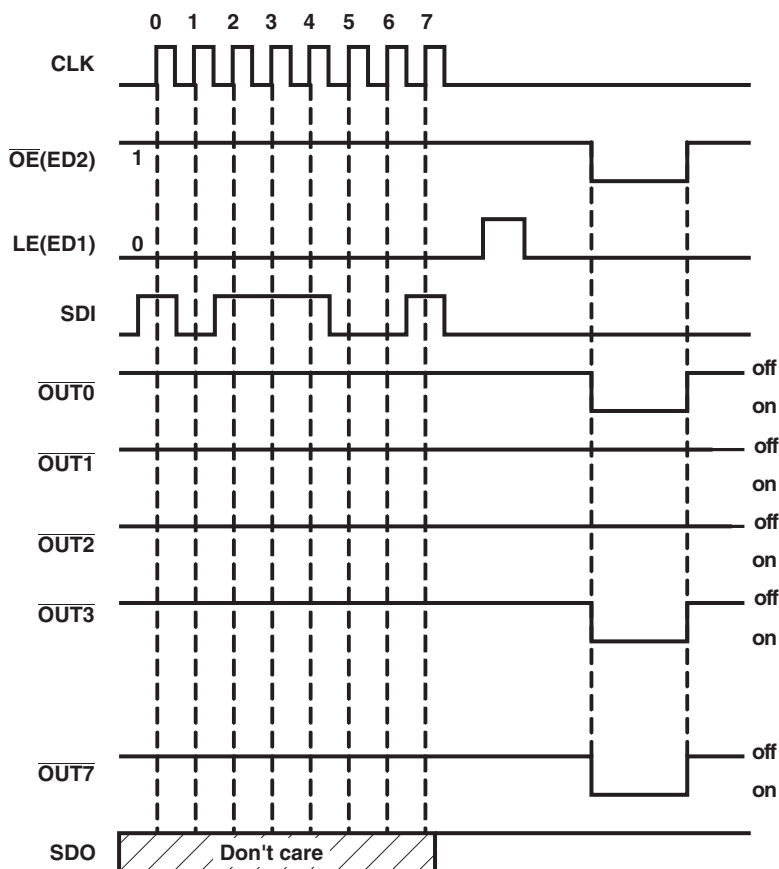 0 1 2 3 4 5 6 7
CLK
OE(ED2) 1
LE(ED1) 0
SDI
OUT0 off
on
OUT1 off
on
OUT2 off
on
OUT3 off
on
OUT7 off
on
SDO Don't care